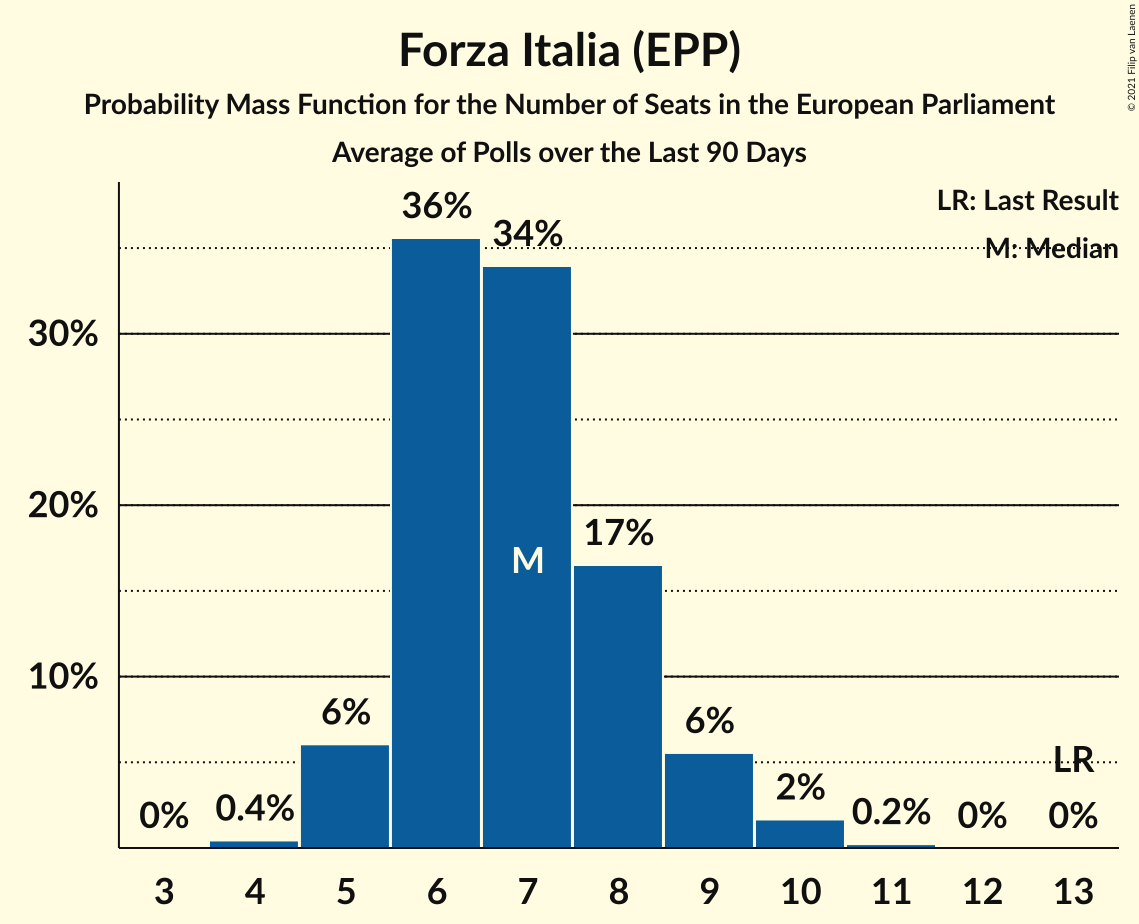 Forza Italia (EPP)
Probability Mass Function for the Number of Seats in the European Parliament
Average of Polls over the Last 90 Days
© 2021 Filip van Laenen
LR: Last Result
M: Median
36%
34%
30%
20%
17%
M
10%
6%
6%
LR
2%
0%
0.4%
0.2%
0%
0%
3 4 5 6 7 8 9 10 11 12 13